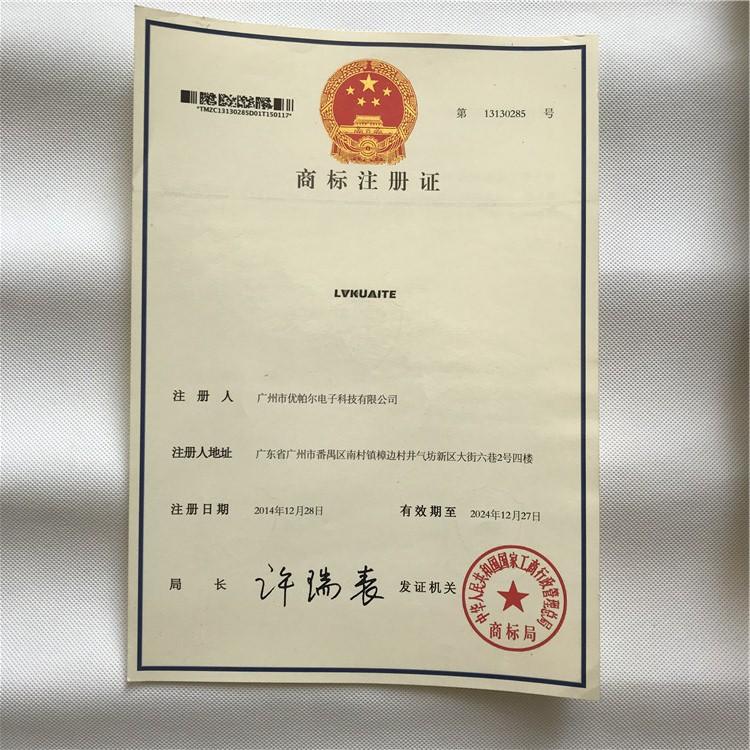 *TMZC13130285D01T150117*
第 13130285 号
商标注册证
LVKUAITE
注册人 广州市优帕尔电子科技有限公司
注册人地址 广东省广州市番禺区南村镇樟边村井气坊新区大街六巷2号四楼
注册日期 2014年12月28日 有效期至 2024年12月27日
局长 许瑞表 发证机关
中华人民共和国国家工商行政管理总局
商标局